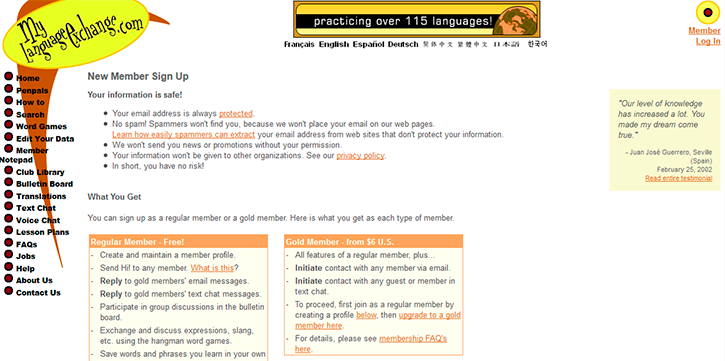 My
LanguageExchange.com
practicing over 115 languages!
Français English Español Deutsch 简体中文 繁體中文 日本語 한국어
Member
Log In
Home
Penpals
How to
Search
Word Games
Edit Your Data
Member
Notepad
Club Library
Bulletin Board
Translations
Text Chat
Voice Chat
Lesson Plans
FAQs
Jobs
Help
About Us
Contact Us
New Member Sign Up
Your information is safe!
Your email address is always protected.
No spam! Spammers won't find you, because we won't place your email on our web pages.
Learn how easily spammers can extract your email address from web sites that don't protect your information.
We won't send you news or promotions without your permission.
Your information won't be given to other organizations. See our privacy policy.
In short, you have no risk!
What You Get
You can sign up as a regular member or a gold member. Here is what you get as each type of member.
Regular Member - Free!
- Create and maintain a member profile.
- Send Hi! to any member. What is this?
- Reply to gold members' email messages.
- Reply to gold members' text chat messages.
- Participate in group discussions in the bulletin
board.
- Exchange and discuss expressions, slang,
etc. using the hangman word games.
- Save words and phrases you learn in your own
Gold Member - from $6 U.S.
- All features of a regular member, plus...
- Initiate contact with any member via email.
- Initiate contact with any guest or member in
text chat.
- To proceed, first join as a regular member by
creating a profile below, then upgrade to a gold
member here.
- For details, please see membership FAQ's
here.
"Our level of knowledge
has increased a lot. You
made my dream come
true."
- Juan José Guerrero, Seville
(Spain)
February 25, 2002
Read entire testimonial